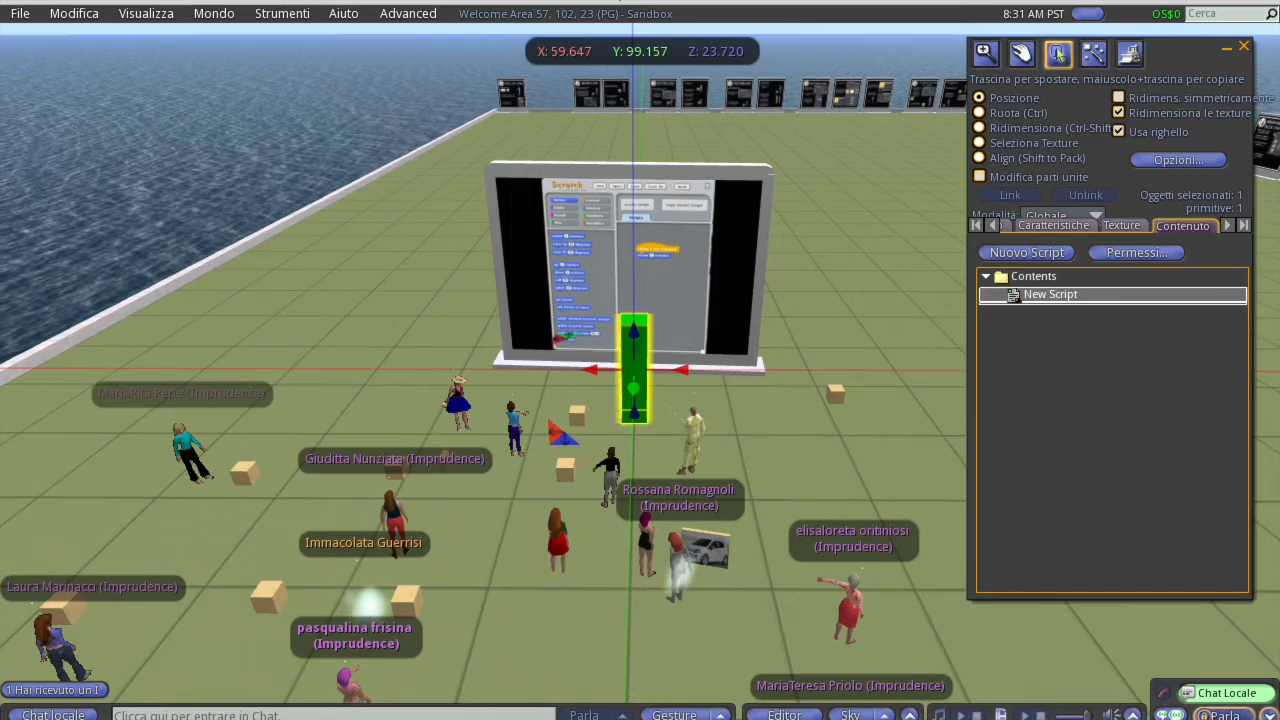 File Modifica Visualizza Mondo Strumenti Aiuto Advanced Welcome Area 57, 102, 23 (PG) - Sandbox 8:31 AM PST OS$0 Cerca
X: 59.647 Y: 99.157 Z: 23.720
Trascina per spostare, maiuscolo+trascina per copiare
Posizione
Ruota (Ctrl)
Ridimensiona (Ctrl-Shift
Seleziona Texture
Align (Shift to Pack)
Modifica parti unite
Ridimens. simmetricamente
Ridimensiona le texture
Usa righello
Opzioni...
Link Unlink
Oggetti selezionati: 1
primitive: 1
Modalità: Globale
Caratteristiche Texture Contenuto
Nuovo Script Permessi...
Contents
New Script
Scripts
MariaRita Pepe (Imprudence)
Giuditta Nunziata (Imprudence)
Rossana Romagnoli
(Imprudence)
elisaloreta oritiniosi
(Imprudence)
Immacolata Guerrisi
Laura Marinacci (Imprudence)
pasqualina frisina
(Imprudence)
MariaTeresa Priolo (Imprudence)
1 Hai ricevuto un I
Chat Locale
Chat locale Clicca qui per entrare in Chat. Parla Gesture Editor Sky Parla